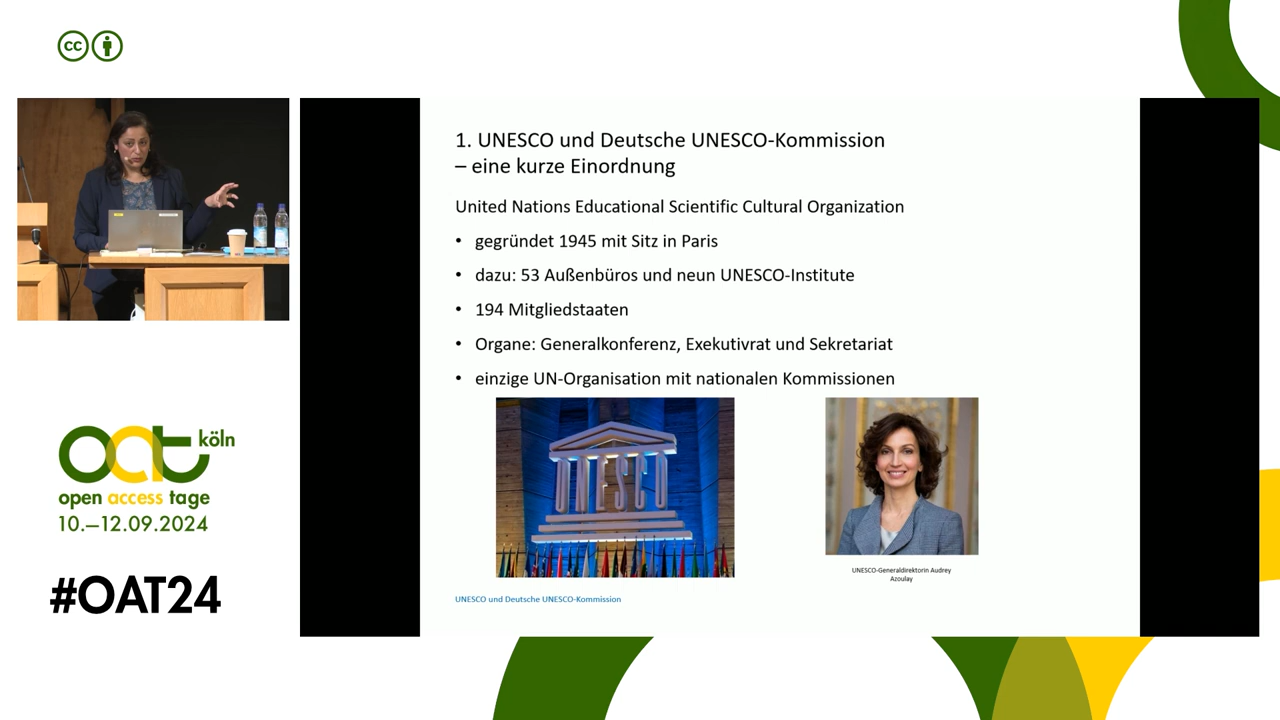 cc
1. UNESCO und Deutsche UNESCO-Kommission
– eine kurze Einordnung
United Nations Educational Scientific Cultural Organization
• gegründet 1945 mit Sitz in Paris
• dazu: 53 Außenbüros und neun UNESCO-Institute
• 194 Mitgliedstaaten
• Organe: Generalkonferenz, Exekutivrat und Sekretariat
• einzige UN-Organisation mit nationalen Kommissionen
UNESCO
UNESCO-Generaldirektorin Audrey
Azoulay
UNESCO und Deutsche UNESCO-Kommission
oat köln
open access tage
10.–12.09.2024
#OAT24